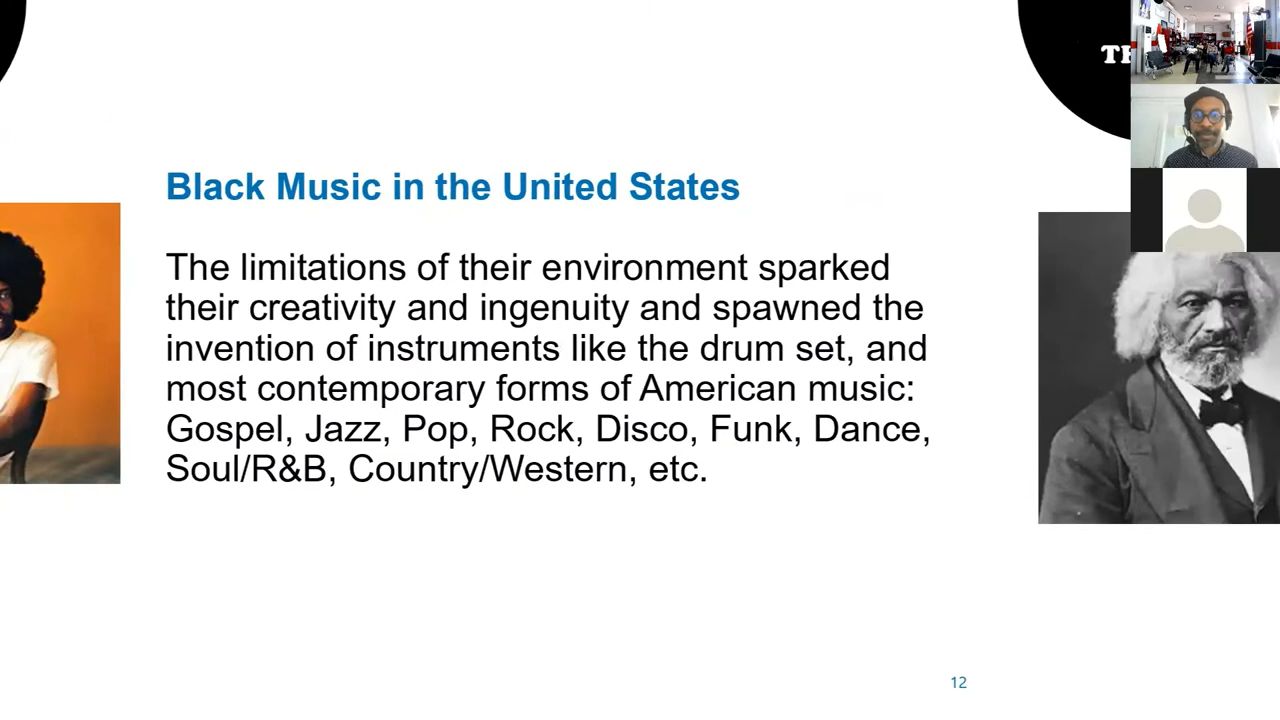 Black Music in the United States
The limitations of their environment sparked
their creativity and ingenuity and spawned the
invention of instruments like the drum set, and
most contemporary forms of American music:
Gospel, Jazz, Pop, Rock, Disco, Funk, Dance,
Soul/R&B, Country/Western, etc.
12